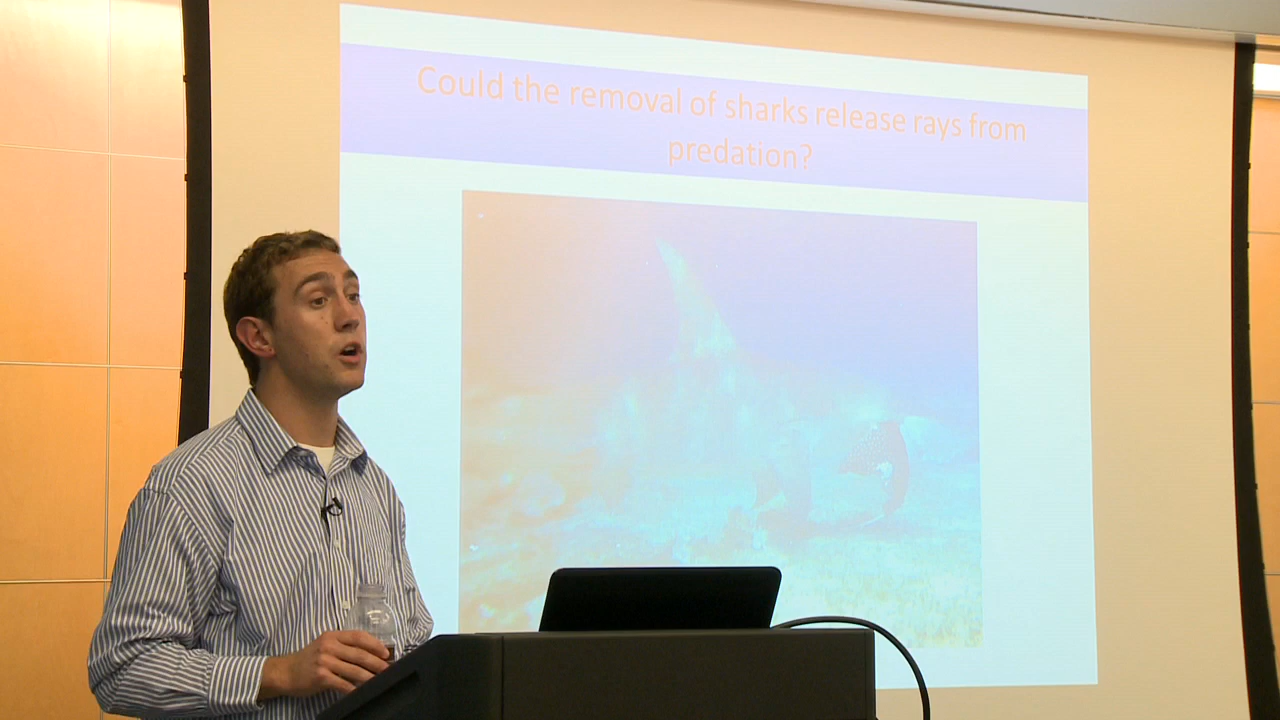 Could the removal of sharks release rays from
predation?